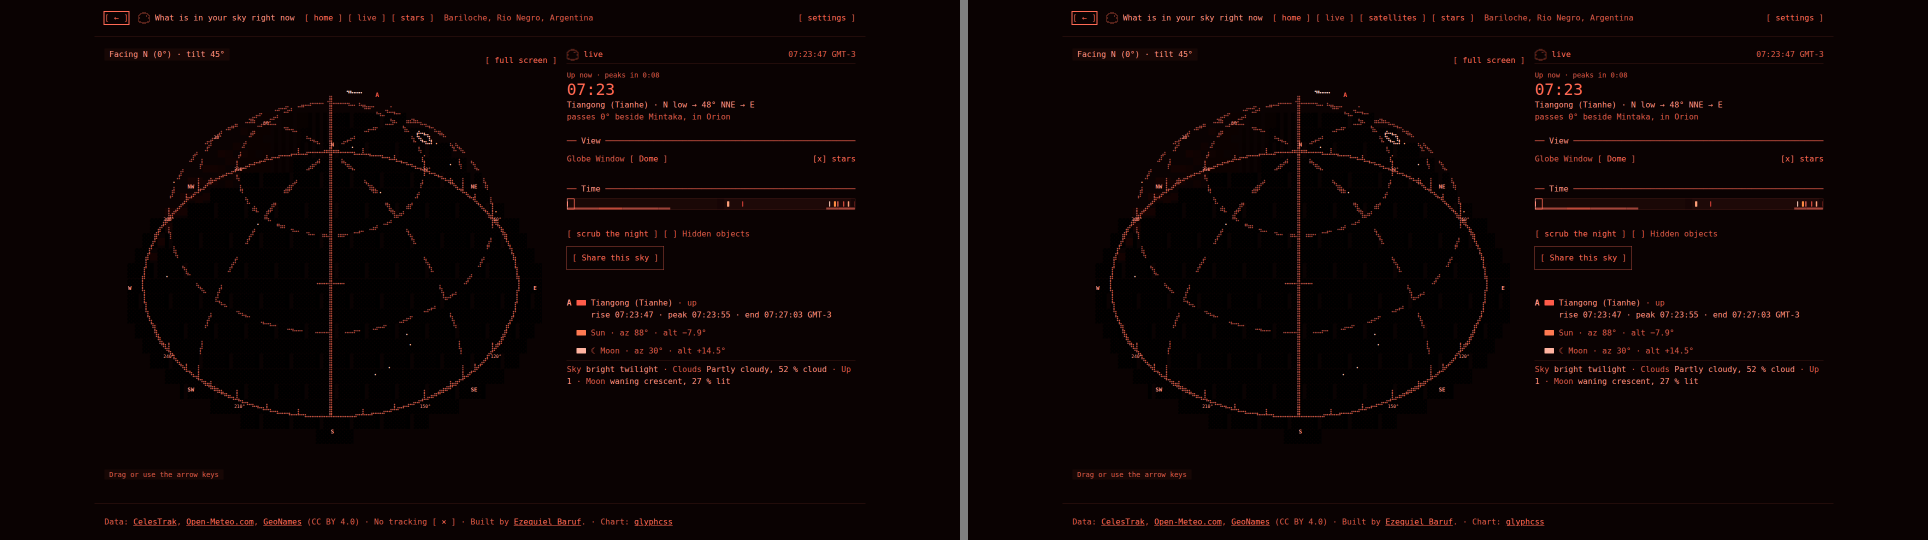 [ ← ] What is in your sky right now [ home ] [ live ] [ stars ] Bariloche, Rio Negro, Argentina [ settings ]
Facing N (0°) · tilt 45°
[ full screen ]
live 07:23:47 GMT-3
Up now · peaks in 0:08
07:23
Tiangong (Tianhe) · N low → 48° NNE → E
passes 0° beside Mintaka, in Orion
View
Globe Window [ Dome ] [x] stars
Time
[ scrub the night ] [ ] Hidden objects
[ Share this sky ]
A Tiangong (Tianhe) · up
rise 07:23:47 · peak 07:23:55 · end 07:27:03 GMT-3
Sun · az 88° · alt −7.9°
☾ Moon · az 30° · alt +14.5°
Sky bright twilight · Clouds Partly cloudy, 52 % cloud · Up
1 · Moon waning crescent, 27 % lit
A
N
NW
NE
W
E
240°
120°
SW
SE
210°
150°
S
Drag or use the arrow keys
Data: CelesTrak, Open-Meteo.com, GeoNames (CC BY 4.0) · No tracking [ × ] · Built by Ezequiel Baruf. · Chart: glyphcss
[ ← ] What is in your sky right now [ home ] [ live ] [ satellites ] [ stars ] Bariloche, Rio Negro, Argentina [ settings ]
Facing N (0°) · tilt 45°
[ full screen ]
live 07:23:47 GMT-3
Up now · peaks in 0:08
07:23
Tiangong (Tianhe) · N low → 48° NNE → E
passes 0° beside Mintaka, in Orion
View
Globe Window [ Dome ] [x] stars
Time
[ scrub the night ] [ ] Hidden objects
[ Share this sky ]
A Tiangong (Tianhe) · up
rise 07:23:47 · peak 07:23:55 · end 07:27:03 GMT-3
Sun · az 88° · alt −7.9°
☾ Moon · az 30° · alt +14.5°
Sky bright twilight · Clouds Partly cloudy, 52 % cloud · Up
1 · Moon waning crescent, 27 % lit
A
N
NW
NE
W
E
240°
120°
SW
SE
210°
150°
S
Drag or use the arrow keys
Data: CelesTrak, Open-Meteo.com, GeoNames (CC BY 4.0) · Built by Ezequiel Baruf. · Chart: glyphcss